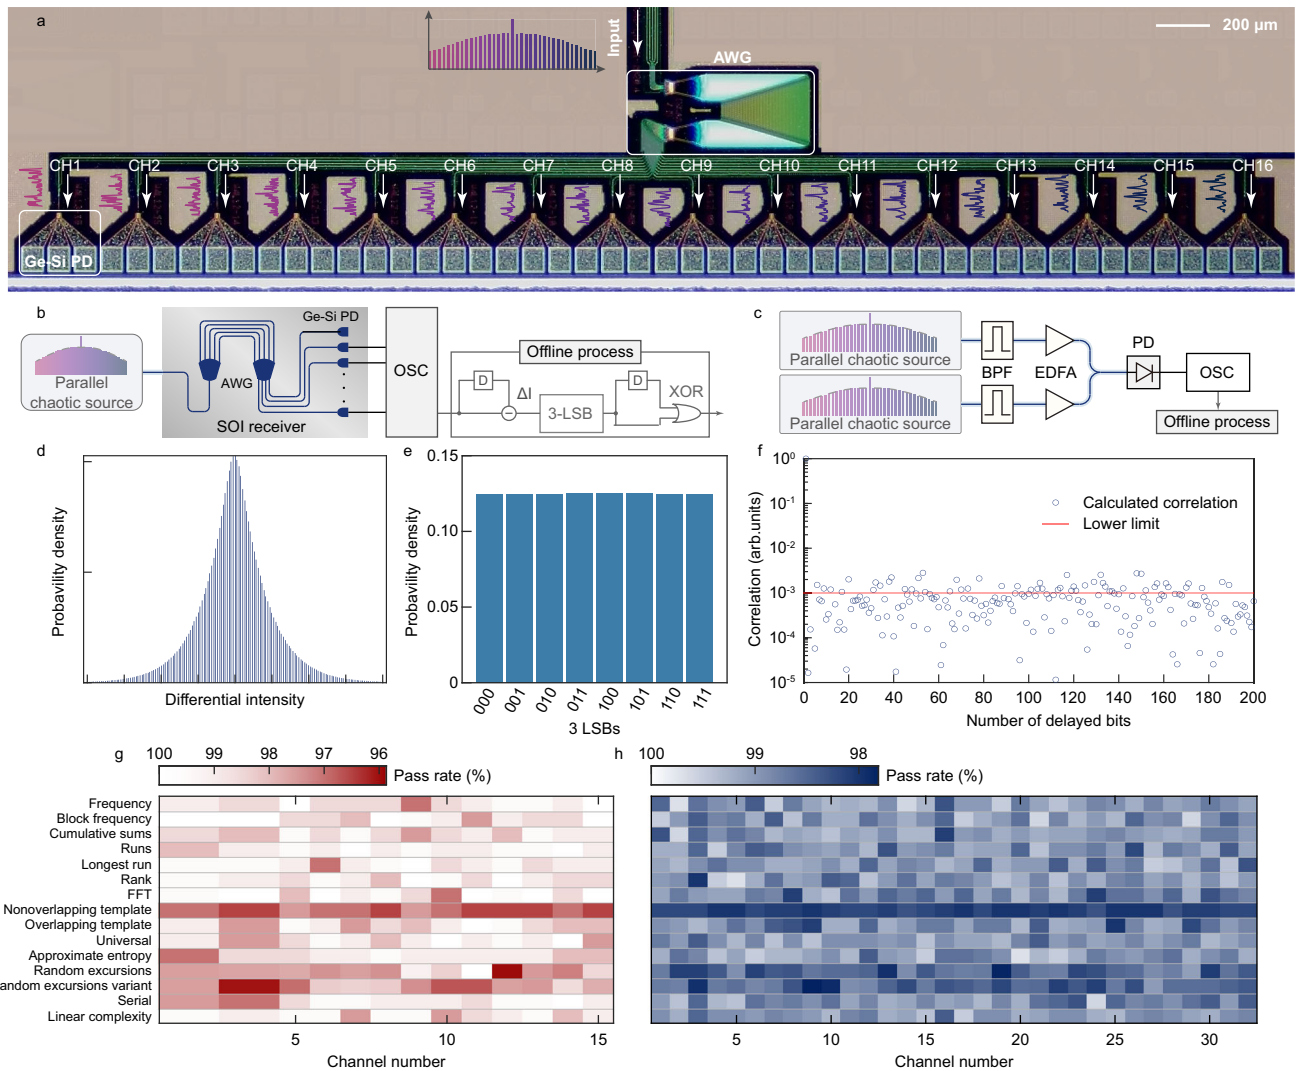 a
Input
AWG
200 µm
CH1 CH2 CH3 CH4 CH5 CH6 CH7 CH8 CH9 CH10 CH11 CH12 CH13 CH14 CH15 CH16
Ge-Si PD
b
Parallel
chaotic source
Ge-Si PD
AWG
SOI receiver
OSC
Offline process
D
ΔI
3-LSB
D
XOR
c
Parallel chaotic source
Parallel chaotic source
BPF
EDFA
PD
OSC
Offline process
d
Probavility density
Differential intensity
e
Probability density
0.15
0.10
0.05
0
000 001 010 011 100 101 110 111
3 LSBs
f
Correlation (arb.units)
10⁰
10⁻¹
10⁻²
10⁻³
10⁻⁴
10⁻⁵
Calculated correlation
Lower limit
0 20 40 60 80 100 120 140 160 180 200
Number of delayed bits
g
100 99 98 97 96
Pass rate (%)
Frequency
Block frequency
Cumulative sums
Runs
Longest run
Rank
FFT
Nonoverlapping template
Overlapping template
Universal
Approximate entropy
Random excursions
andom excursions variant
Serial
Linear complexity
5 10 15
Channel number
h
100 99 98
Pass rate (%)
5 10 15 20 25 30
Channel number